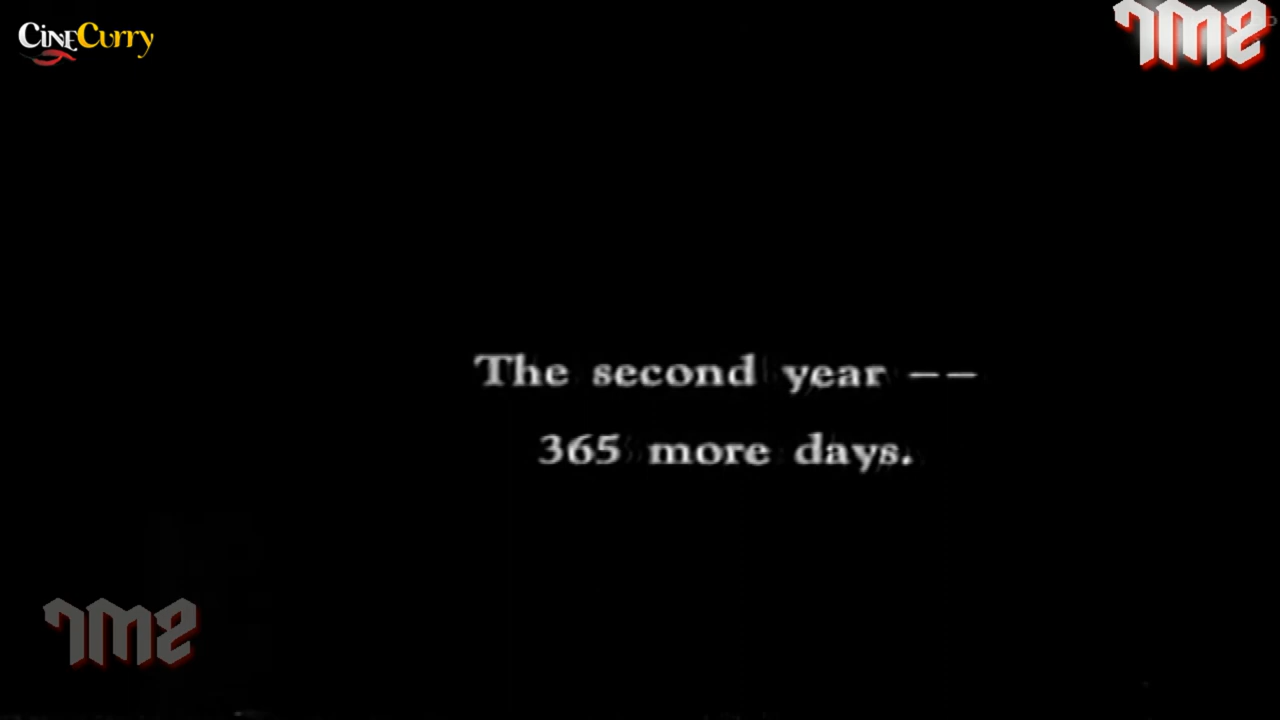 CineCurry
The second year --
365 more days.